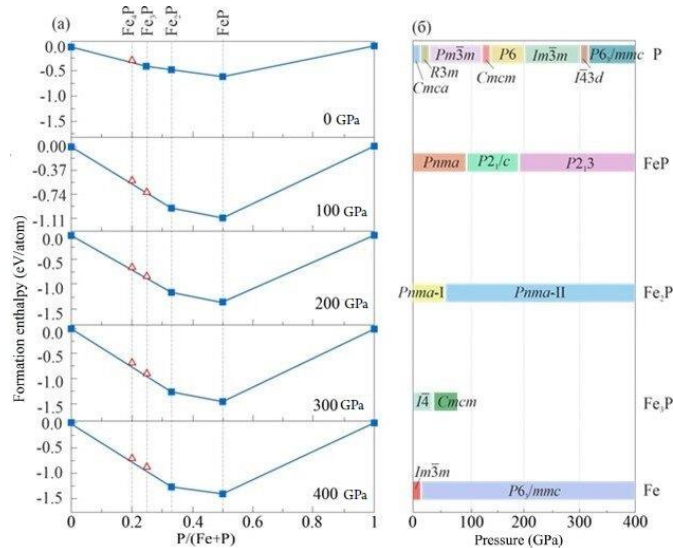 (а)
Fe₄P
Fe₃P
Fe₂P
FeP
0.0
-0.5
-1.0
-1.5
0 GPa
0.00
-0.37
-0.74
-1.11
100 GPa
0.0
-0.5
-1.0
-1.5
200 GPa
0.0
-0.5
-1.0
-1.5
300 GPa
0.0
-0.5
-1.0
-1.5
400 GPa
0 0.2 0.4 0.6 0.8 1
P/(Fe+P)
Formation enthalpy (eV/atom)
(б)
Pm3̅m P6 Im3̅m P6₃/mmc P
R3m Cmcm I4̅3d
Cmca
Pnma P2₁/c P2₁3 FeP
Pnma-I Pnma-II Fe₂P
I4̅ Cmcm Fe₃P
Im3̅m
P6₃/mmc Fe
0 100 200 300 400
Pressure (GPa)